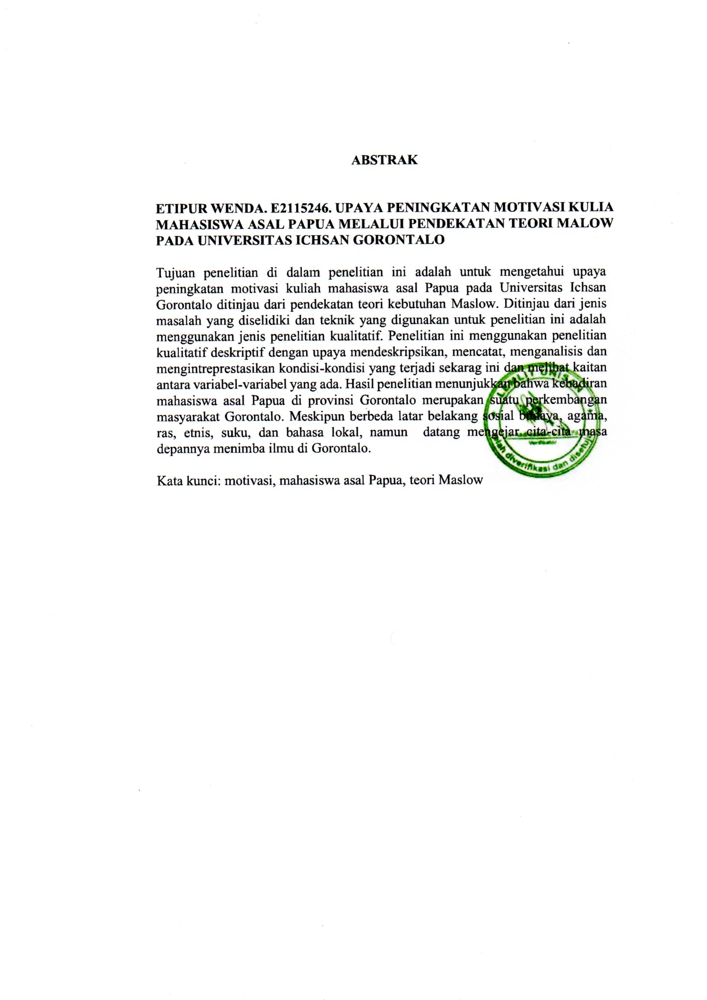 ABSTRAK
ETIPUR WENDA. E2115246. UPAYA PENINGKATAN MOTIVASI KULIA
MAHASISWA ASAL PAPUA MELALUI PENDEKATAN TEORI MALOW
PADA UNIVERSITAS ICHSAN GORONTALO
Tujuan penelitian di dalam penelitian ini adalah untuk mengetahui upaya
peningkatan motivasi kuliah mahasiswa asal Papua pada Universitas Ichsan
Gorontalo ditinjau dari pendekatan teori kebutuhan Maslow. Ditinjau dari jenis
masalah yang diselidiki dan teknik yang digunakan untuk penelitian ini adalah
menggunakan jenis penelitian kualitatif. Penelitian ini menggunakan penelitian
kualitatif deskriptif dengan upaya mendeskripsikan, mencatat, menganalisis dan
mengintreprestasikan kondisi-kondisi yang terjadi sekarag ini dan melihat kaitan
antara variabel-variabel yang ada. Hasil penelitian menunjukkan bahwa kehadiran
mahasiswa asal Papua di provinsi Gorontalo merupakan suatu perkembangan
masyarakat Gorontalo. Meskipun berbeda latar belakang sosial budaya, agama,
ras, etnis, suku, dan bahasa lokal, namun datang mengejar cita-cita masa
depannya menimba ilmu di Gorontalo.
Kata kunci: motivasi, mahasiswa asal Papua, teori Maslow
LEMLIT UNISAN
Verifikator
diverifikasi dan disetujui